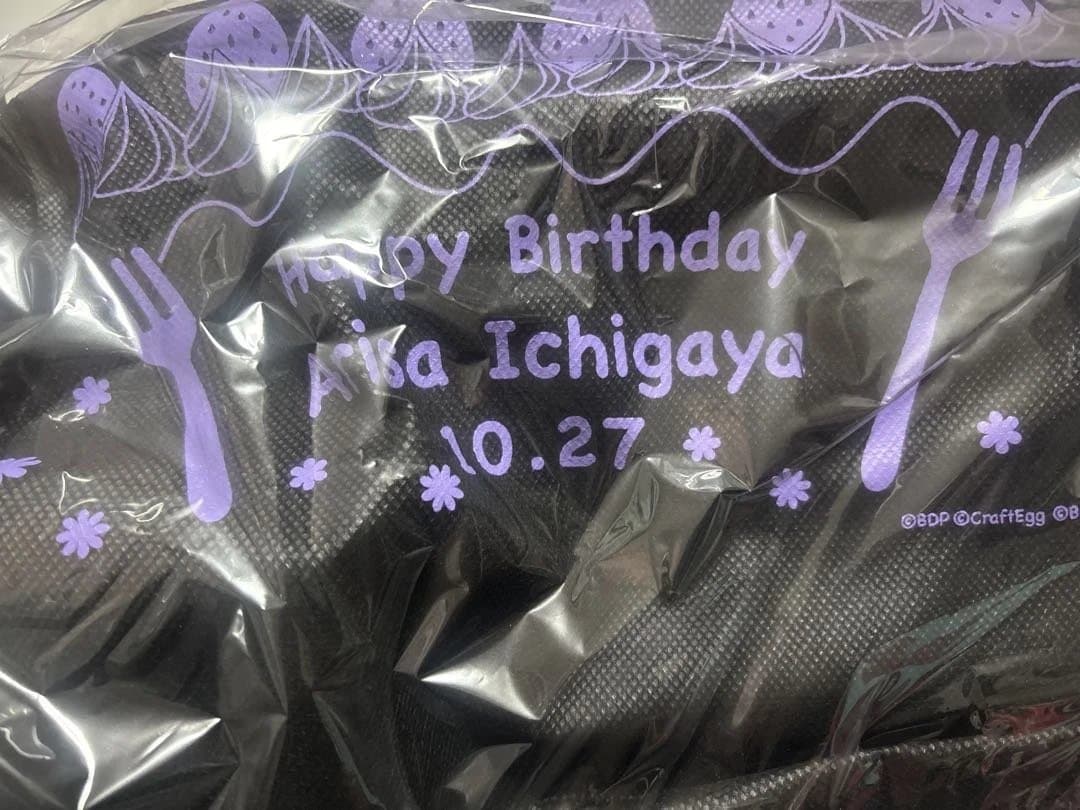 Happy Birthday
Arisa Ichigaya
10.27
©BDP ©CraftEgg ©B